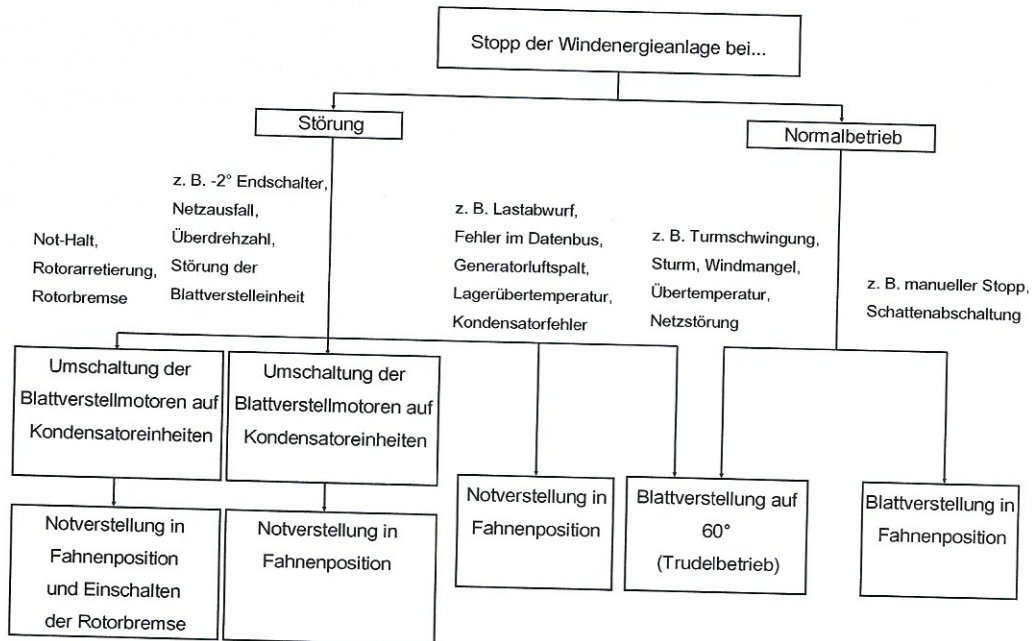 Stopp der Windenergieanlage bei...
Störung
Normalbetrieb
Not-Halt,
Rotorarretierung,
Rotorbremse
z. B. -2° Endschalter,
Netzausfall,
Überdrehzahl,
Störung der
Blattverstelleinheit
z. B. Lastabwurf,
Fehler im Datenbus,
Generatorluftspalt,
Lagerübertemperatur,
Kondensatorfehler
z. B. Turmschwingung,
Sturm, Windmangel,
Übertemperatur,
Netzstörung
z. B. manueller Stopp,
Schattenabschaltung
Umschaltung der
Blattverstellmotoren auf
Kondensatoreinheiten
Umschaltung der
Blattverstellmotoren auf
Kondensatoreinheiten
Notverstellung in
Fahnenposition
und Einschalten
der Rotorbremse
Notverstellung in
Fahnenposition
Notverstellung in
Fahnenposition
Blattverstellung auf
60°
(Trudelbetrieb)
Blattverstellung in
Fahnenposition